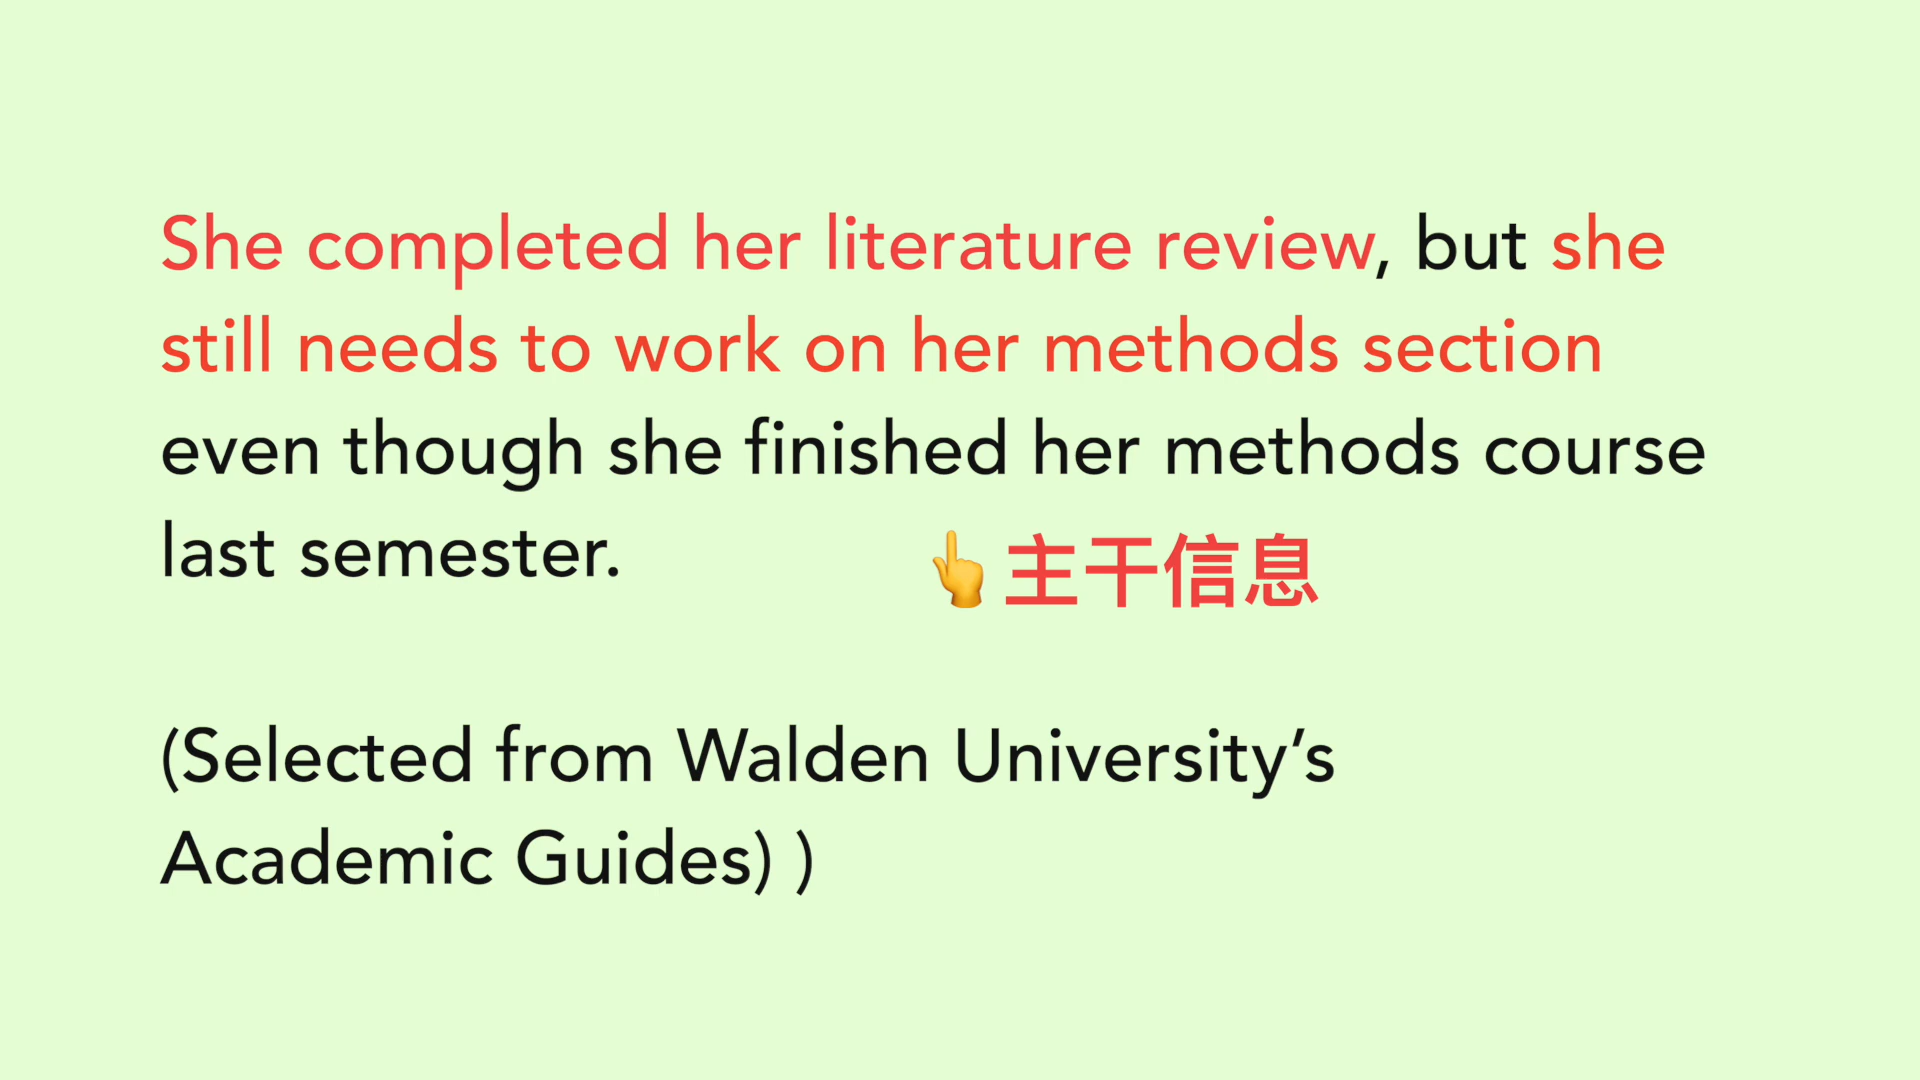 She completed her literature review, but she
still needs to work on her methods section
even though she finished her methods course
last semester.
👆主干信息
(Selected from Walden University’s
Academic Guides) )